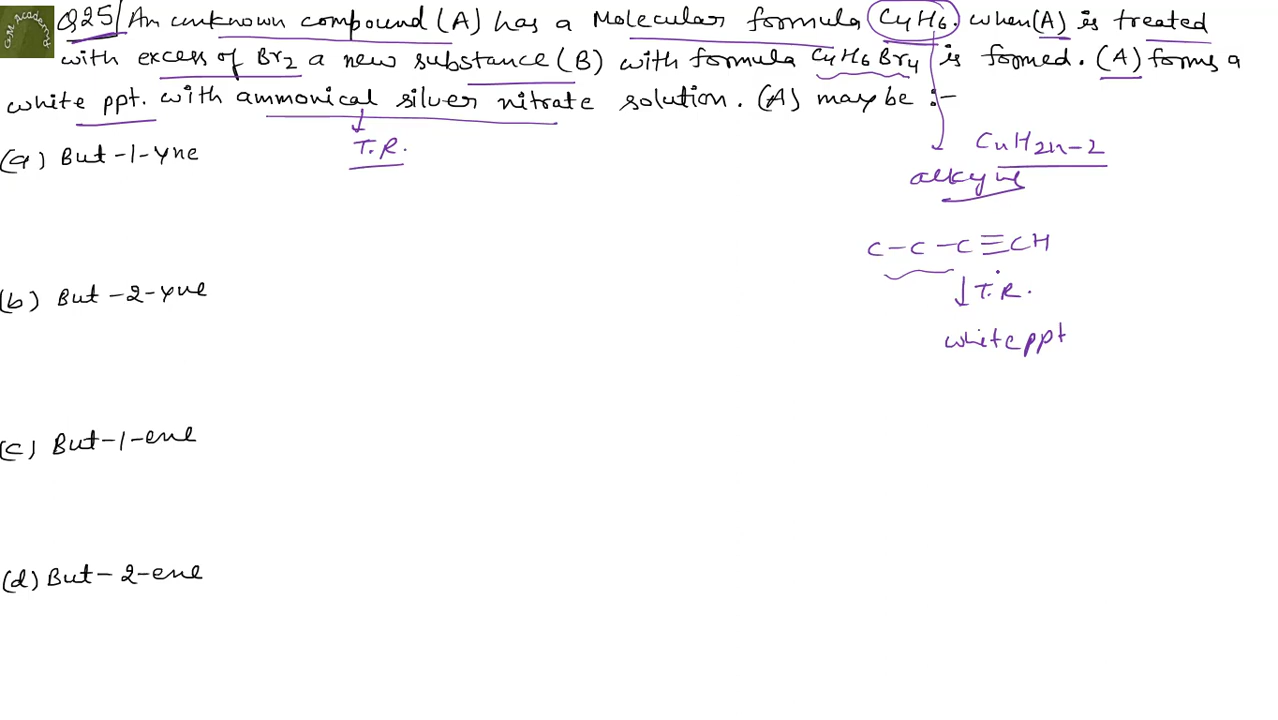 Q25/ An unknown compound (A) has a Molecular formula C4H6. when (A) is treated
with excess of Br2 a new substance (B) with formula C4H6Br4 is formed. (A) forms a
white ppt. with ammonical silver nitrate solution. (A) may be :-
T.R.
CnH2n-2
alkyne
(a) But-1-yne
C-C-C≡CH
T.R.
white ppt
(b) But-2-yne
(c) But-1-ene
(d) But-2-ene